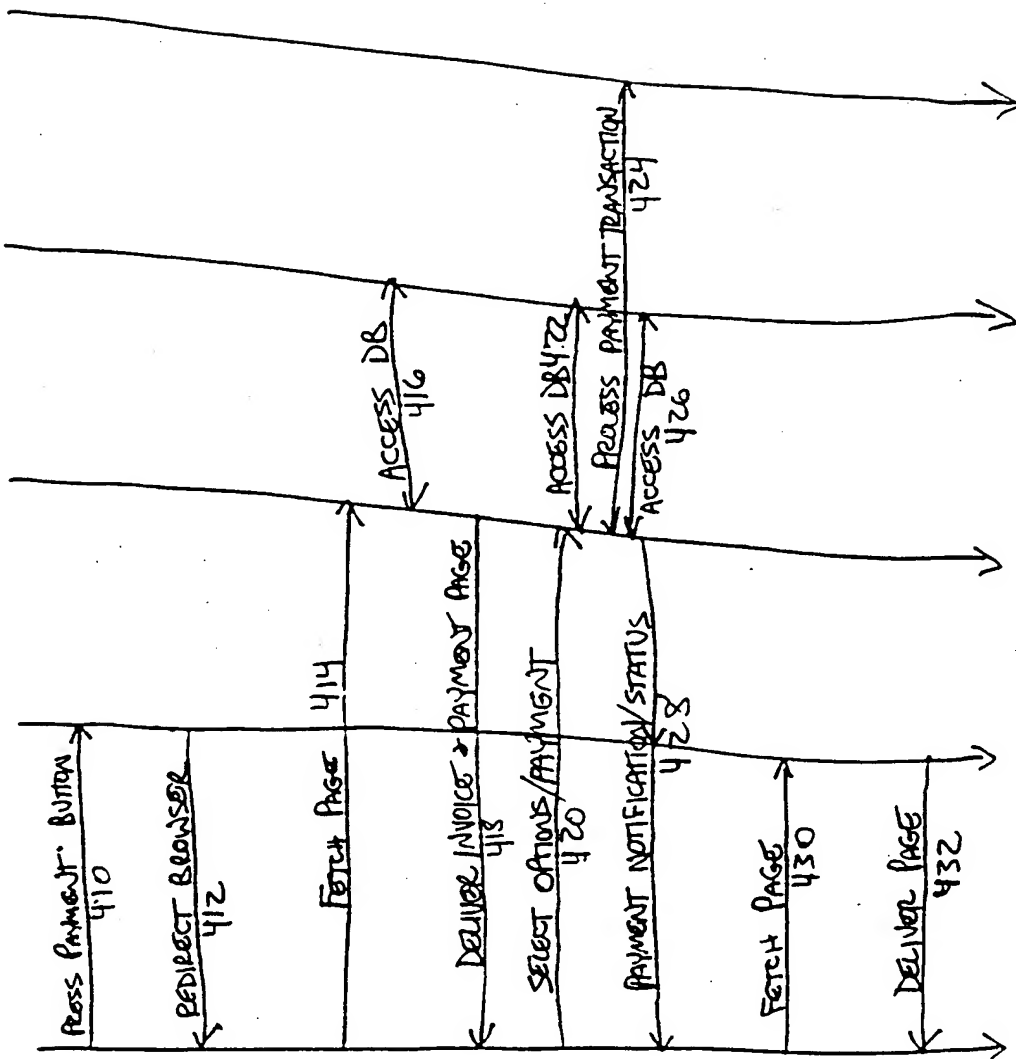 PRESS PAYMENT BUTTON
410
REDIRECT BROWSER
412
FETCH PAGE 414
ACCESS DB
416
DELIVER INVOICE & PAYMENT PAGE
418
SELECT OPTIONS/PAYMENT
420
ACCESS DB 422
PROCESS PAYMENT TRANSACTION
424
ACCESS DB
426
PAYMENT NOTIFICATION/STATUS
428
FETCH PAGE
430
DELIVER PAGE
432